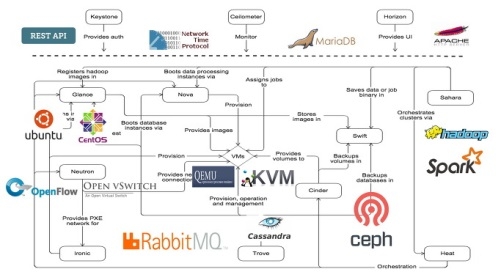 Keystone
Ceilometer
Horizon
REST API
Provides auth
Network
Time
Protocol
Monitor
MariaDB
Provides UI
APACHE
Registers hadoop
images in
Boots data processing
instances via
Assigns jobs
to
Saves data or job
binary in
Glance
Nova
Sahara
Provision
Orchestrates
clusters via
ubuntu
CentOS
Boots database
instances via
Provides images
Stores
images in
Swift
hadoop
Spark
Provision
VMs
Provides
volumes to
Backups
volumes in
Neutron
OpenFlow
OPEN VSWITCH
An Open Virtual Switch
QEMU
KVM
Cinder
Backups
databases in
Provides PXE
network for
Provision, operation
and management
Cassandra
RabbitMQ
ceph
Ironic
Trove
Heat
Orchestration